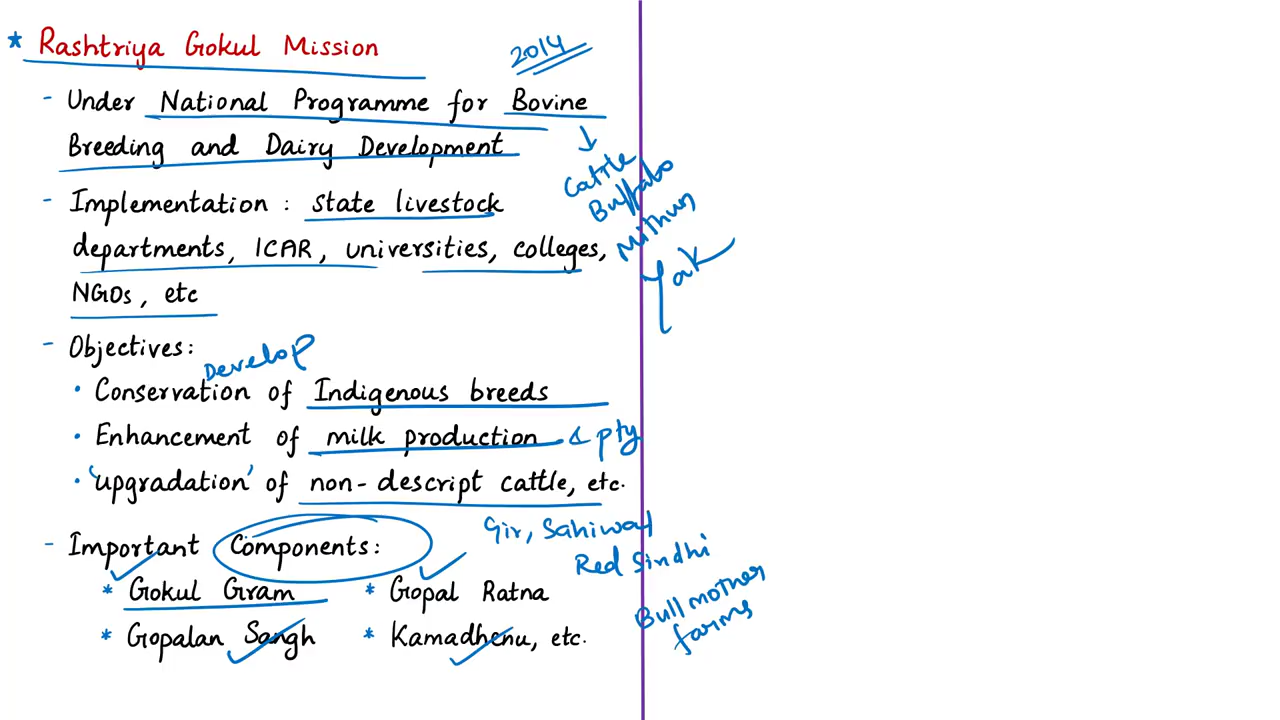 * Rashtriya Gokul Mission 2014
- Under National Programme for Bovine
Breeding and Dairy Development
Cattle
Buffalo
Mithun
Yak
- Implementation : State livestock
departments, ICAR, universities, colleges,
NGOs, etc
- Objectives:
Develop
• Conservation of Indigenous breeds
• Enhancement of milk production & pty
• 'upgradation' of non-descript cattle, etc.
Gir, Sahiwal
Red Sindhi
- Important Components:
* Gokul Gram * Gopal Ratna
* Gopalan Sangh * Kamadhenu, etc.
Bull mother
farms